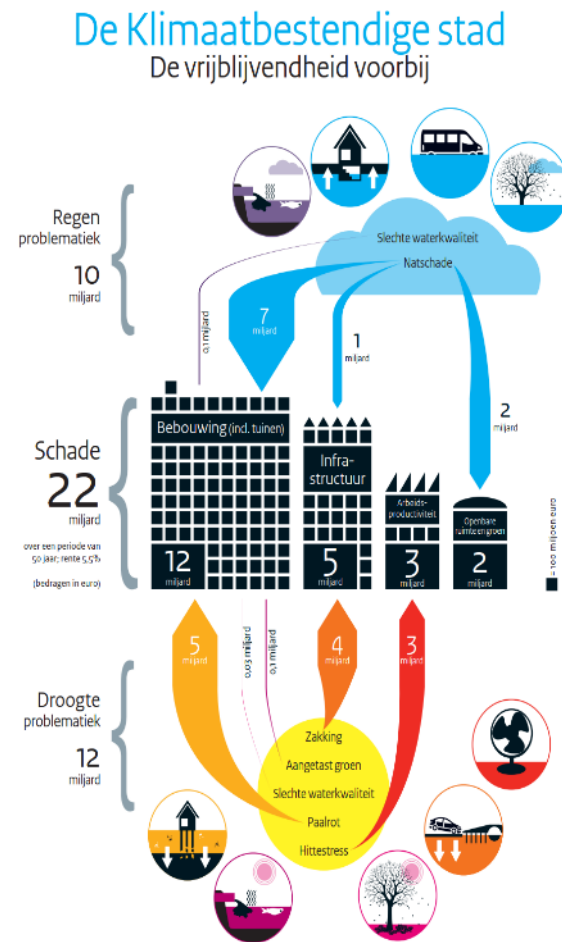 De Klimaatbestendige stad
De vrijblijvendheid voorbij
Regen
problematiek
10
miljard
Slechte waterkwaliteit
Natschade
0,1 miljard
7
miljard
1
miljard
2
miljard
Schade
22
miljard
over een periode van
50 jaar; rente 5,5%
(bedragen in euro)
Bebouwing (incl. tuinen)
12
miljard
Infra-
structuur
5
miljard
Arbeids-
productiviteit
3
miljard
Openbare
ruimte en groen
2
miljard
= 100 miljoen euro
Droogte
problematiek
12
miljard
5
miljard
miljard
0,1 miljard
4
miljard
3
miljard
Zakking
Aangetast groen
Slechte waterkwaliteit
Paalrot
Hittestress